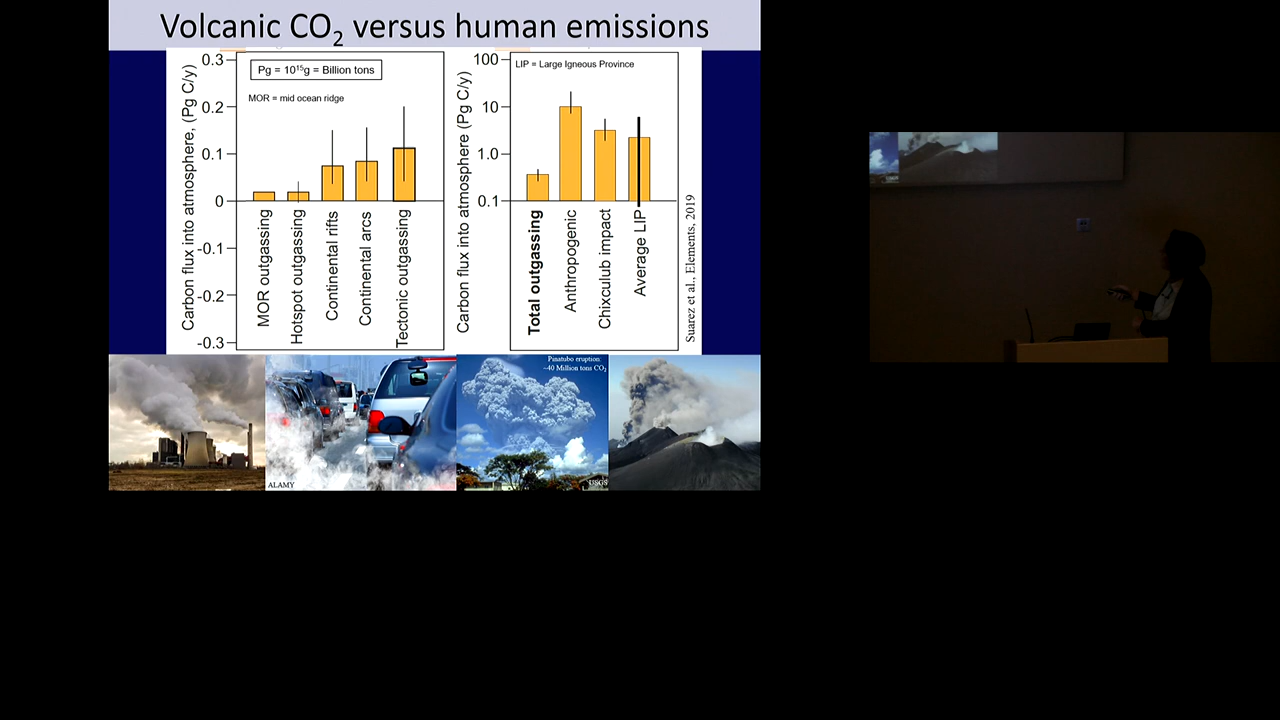 Volcanic CO₂ versus human emissions
Carbon flux into atmosphere, (Pg C/y)
0.3
0.2
0.1
0
-0.1
-0.2
-0.3
Pg = 10¹⁵g = Billion tons
MOR = mid ocean ridge
MOR outgassing
Hotspot outgassing
Continental rifts
Continental arcs
Tectonic outgassing
Carbon flux into atmosphere (Pg C/y)
100
10
1.0
0.1
LIP = Large Igneous Province
Total outgassing
Anthropogenic
Chixculub impact
Average LIP
Suarez et al., Elements, 2019
ALAMY
Pinatubo eruption:
~40 Million tons CO₂
USGS